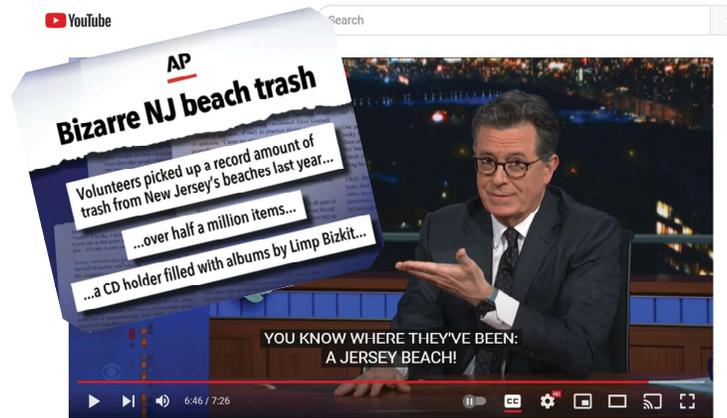 YouTube
Search
AP
Bizarre NJ beach trash
Volunteers picked up a record amount of
trash from New Jersey's beaches last year...
...over half a million items...
...a CD holder filled with albums by Limp Bizkit...
YOU KNOW WHERE THEY'VE BEEN:
A JERSEY BEACH!
6:46 / 7:26
CC
HD